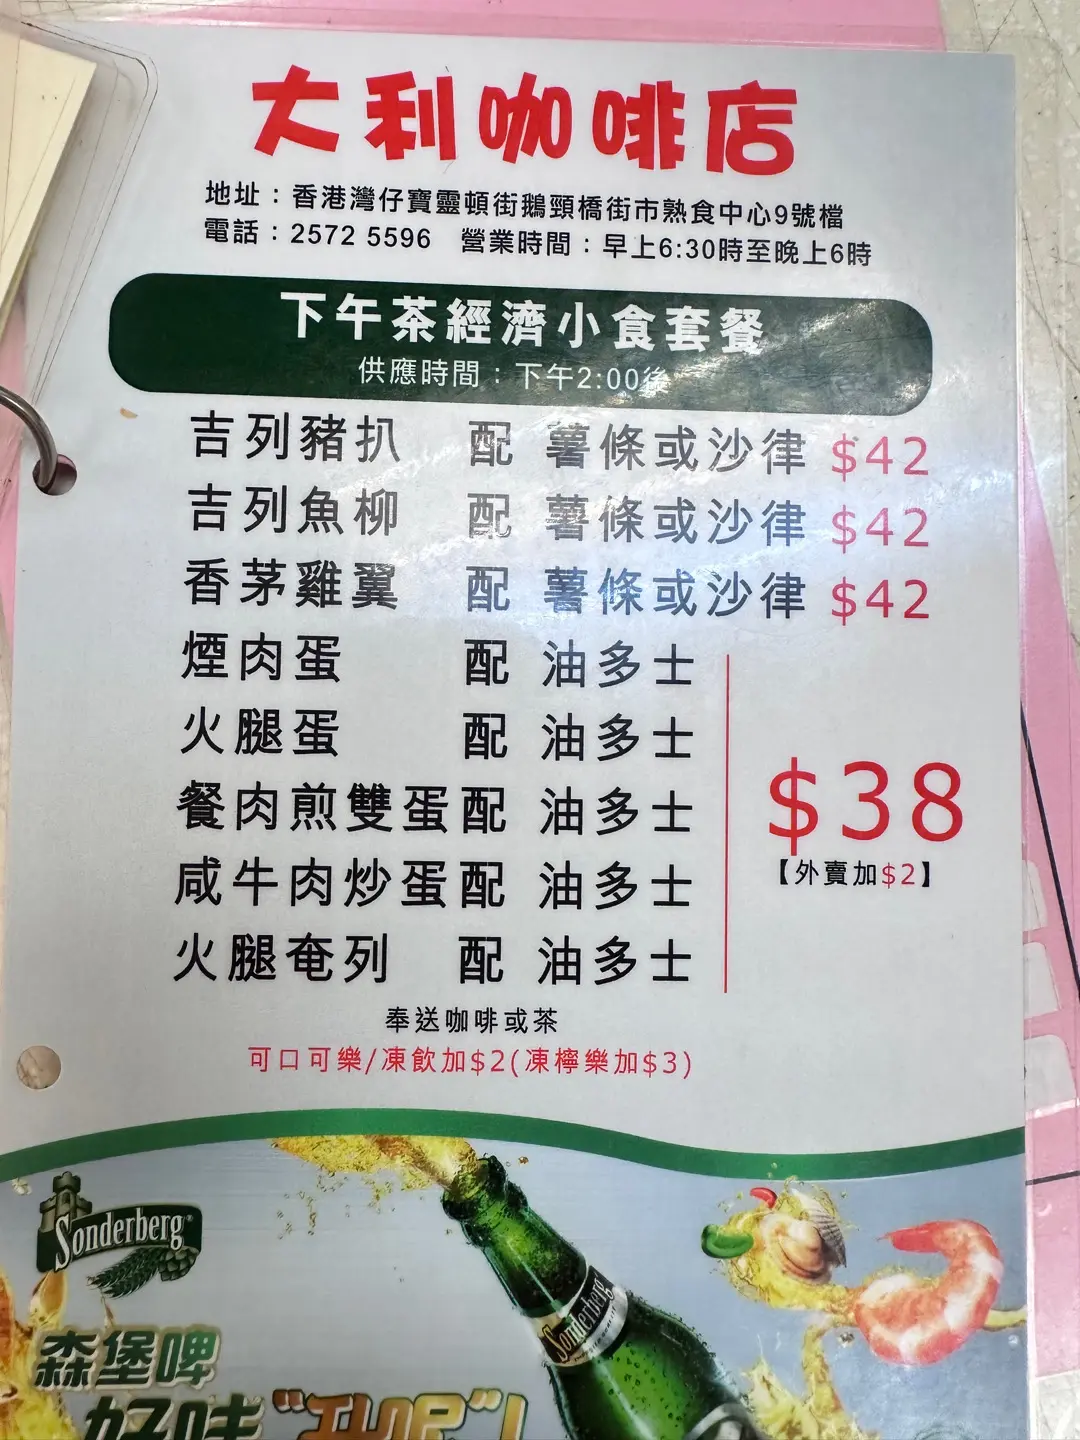 大利咖啡店
地址：香港灣仔寶靈頓街鵝頸橋街市熟食中心9號檔
電話：2572 5596 營業時間：早上6:30時至晚上6時
下午茶經濟小食套餐
供應時間：下午2:00後
吉列豬扒 配 薯條或沙律 $42
吉列魚柳 配 薯條或沙律 $42
香茅雞翼 配 薯條或沙律 $42
煙肉蛋 配 油多士
火腿蛋 配 油多士
餐肉煎雙蛋配 油多士
咸牛肉炒蛋配 油多士
火腿奄列 配 油多士
$38
【外賣加$2】
奉送咖啡或茶
可口可樂/凍飲加$2(凍檸樂加$3)
Sonderberg
Sonderberg
森堡啤
好味